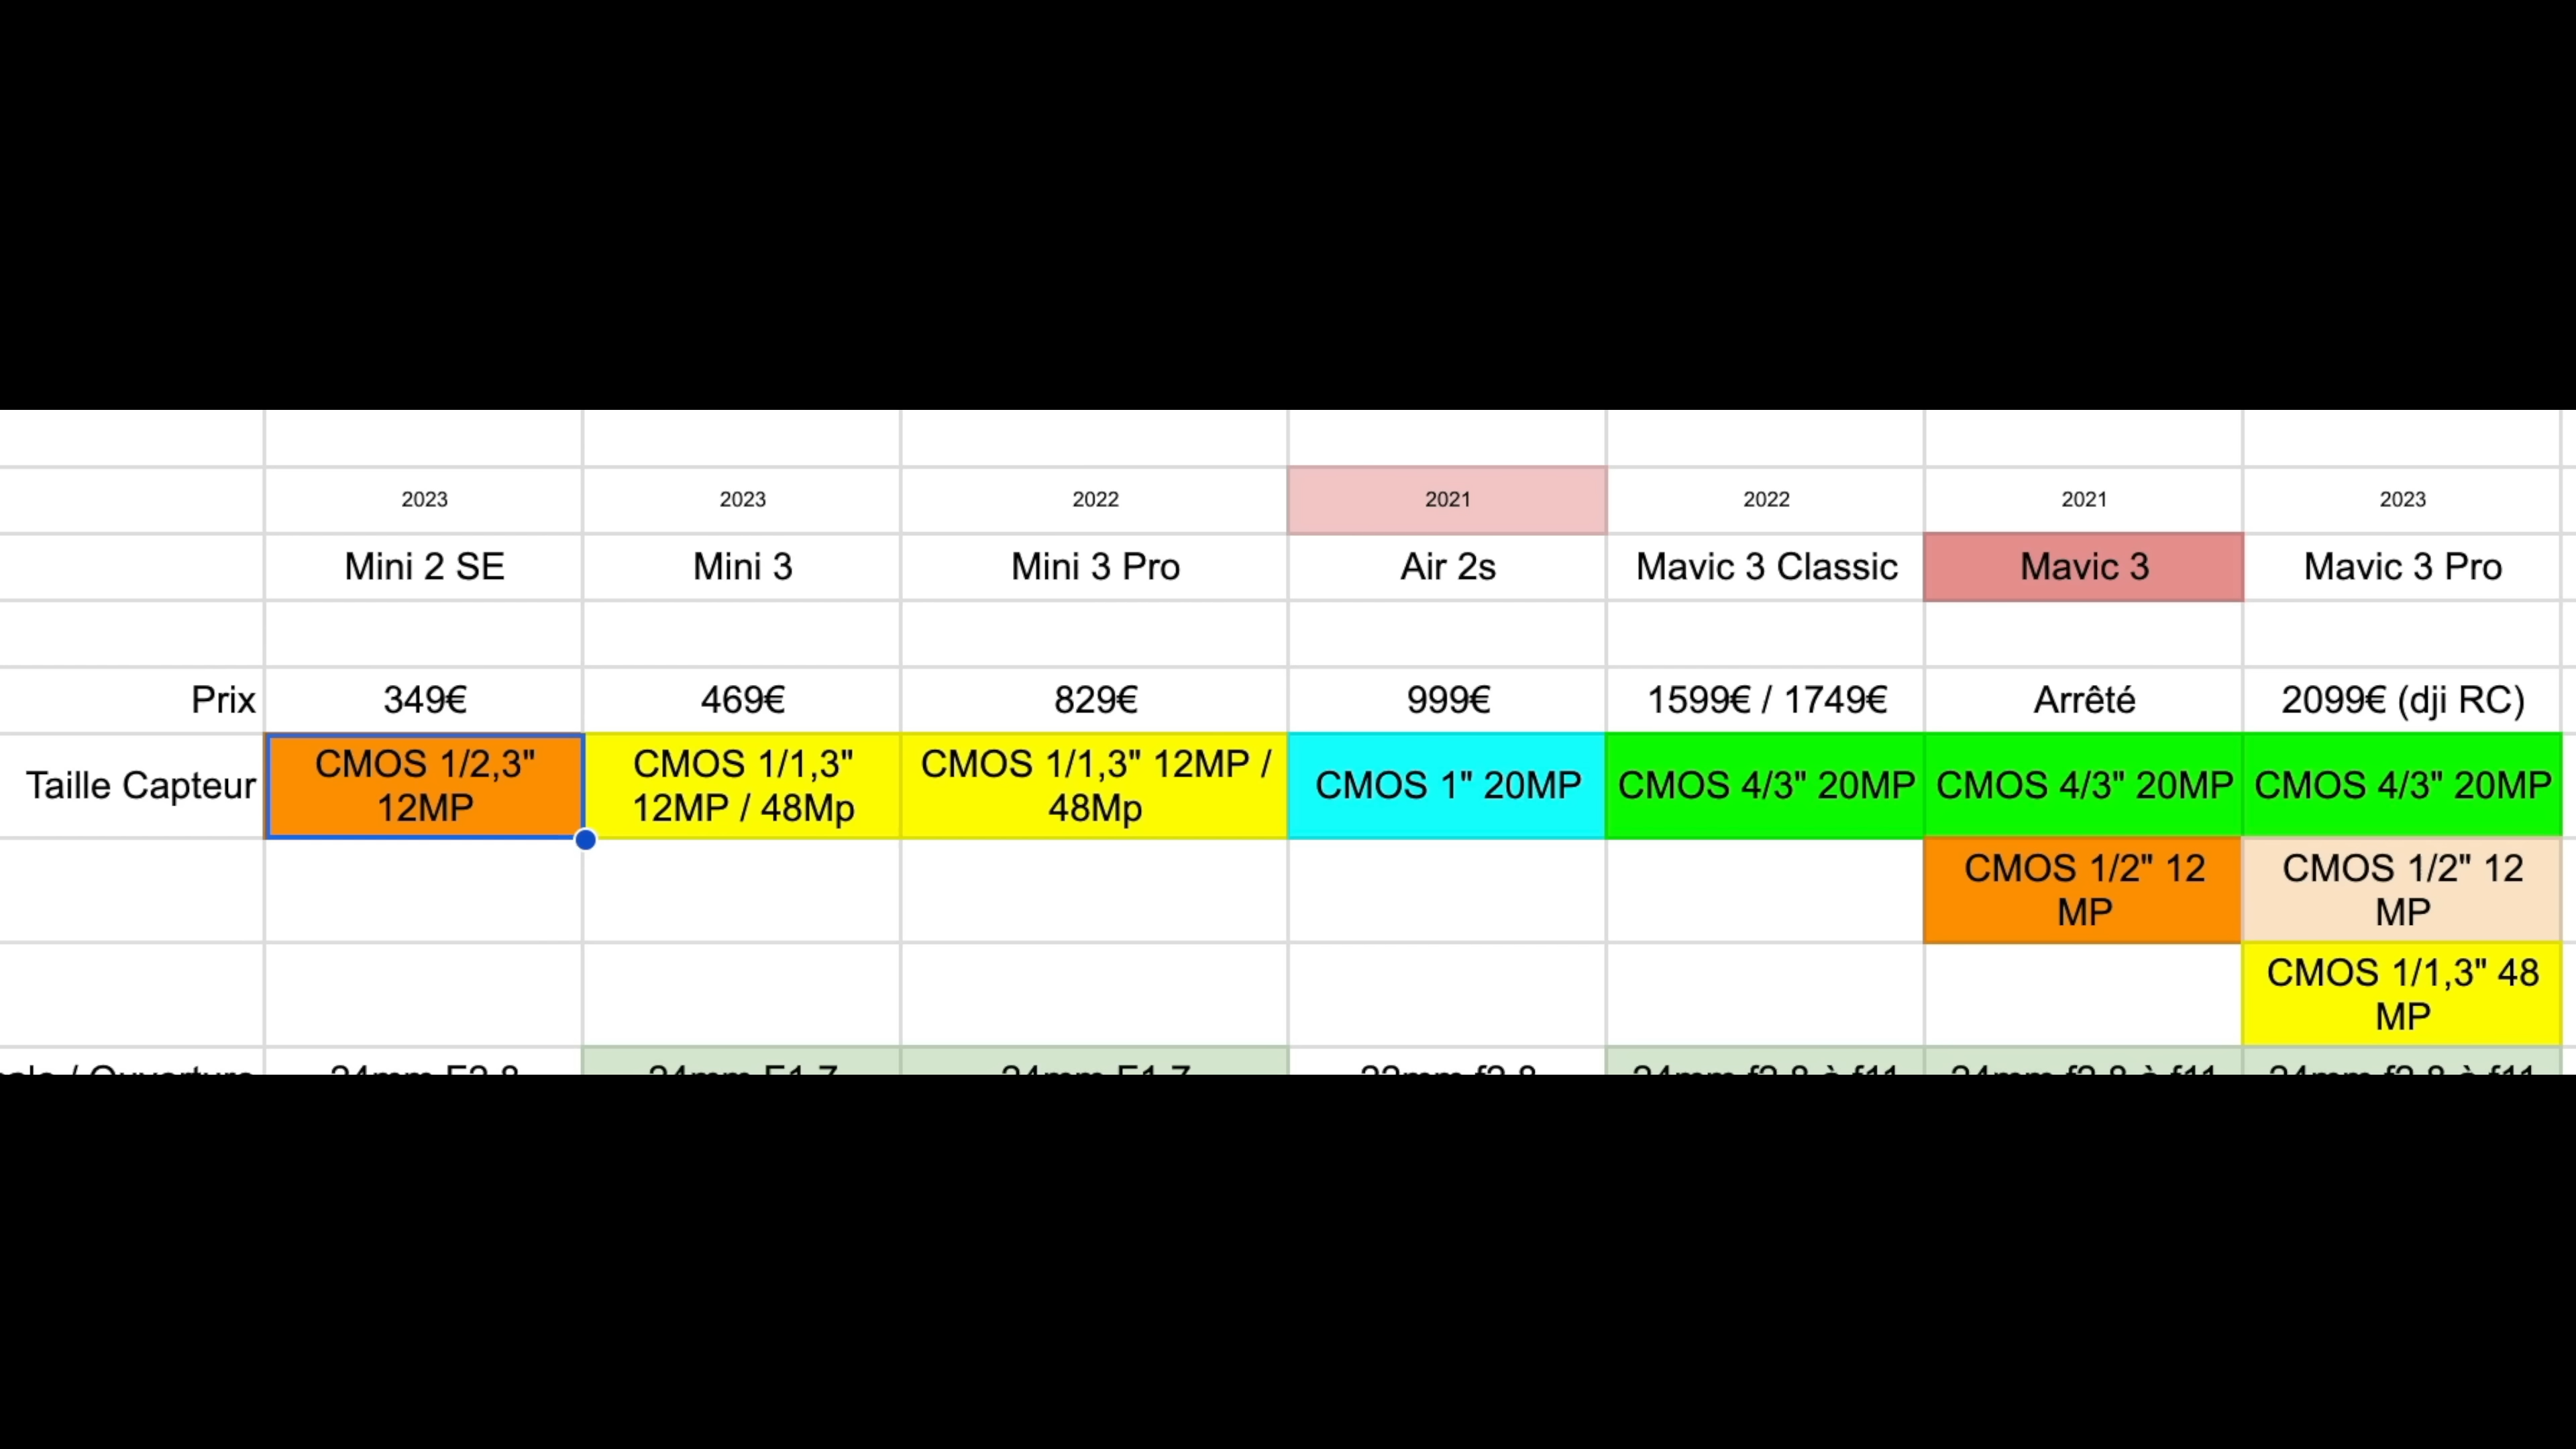 2023 2023 2022 2021 2022 2021 2023
Mini 2 SE Mini 3 Mini 3 Pro Air 2s Mavic 3 Classic Mavic 3 Mavic 3 Pro
Prix 349€ 469€ 829€ 999€ 1599€ / 1749€ Arrêté 2099€ (dji RC)
Taille Capteur
CMOS 1/2,3"
12MP
CMOS 1/1,3"
12MP / 48Mp
CMOS 1/1,3" 12MP /
48Mp
CMOS 1" 20MP
CMOS 4/3" 20MP
CMOS 4/3" 20MP
CMOS 4/3" 20MP
CMOS 1/2" 12
MP
CMOS 1/2" 12
MP
CMOS 1/1,3" 48
MP